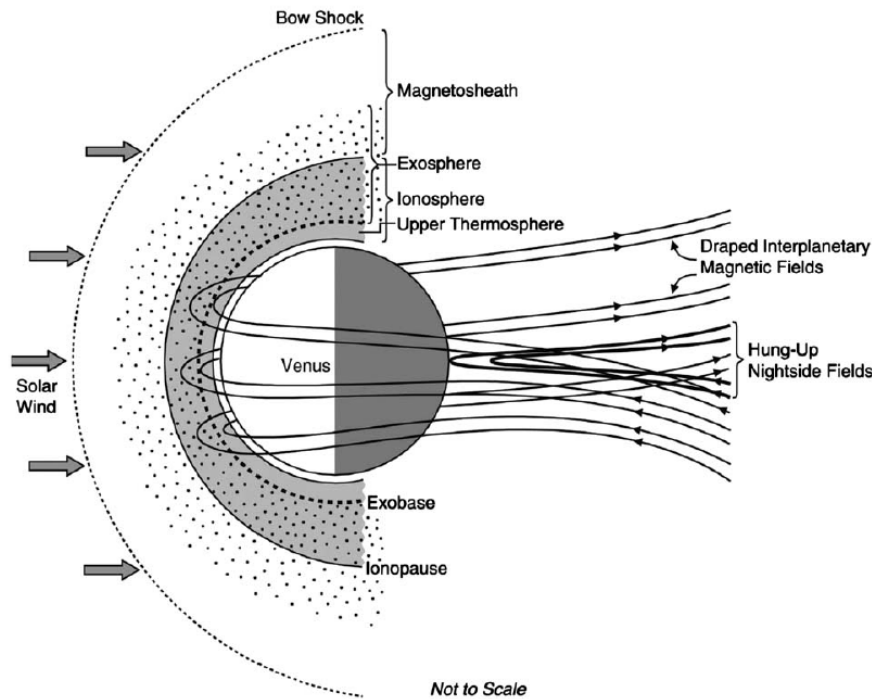 Bow Shock
Magnetosheath
Exosphere
Ionosphere
Upper Thermosphere
Draped Interplanetary
Magnetic Fields
Venus
Hung-Up
Nightside Fields
Solar
Wind
Exobase
Ionopause
Not to Scale